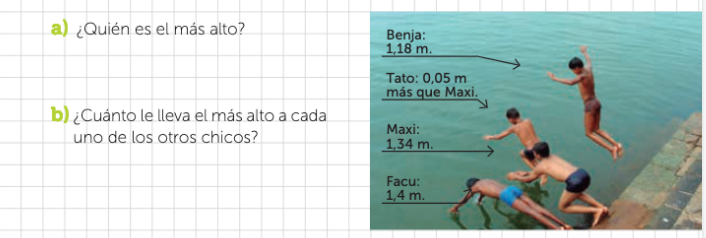 a) ¿Quién es el más alto?
b) ¿Cuánto le lleva el más alto a cada
uno de los otros chicos?
Benja:
1,18 m.
Tato: 0,05 m
más que Maxi.
Maxi:
1,34 m.
Facu:
1,4 m.